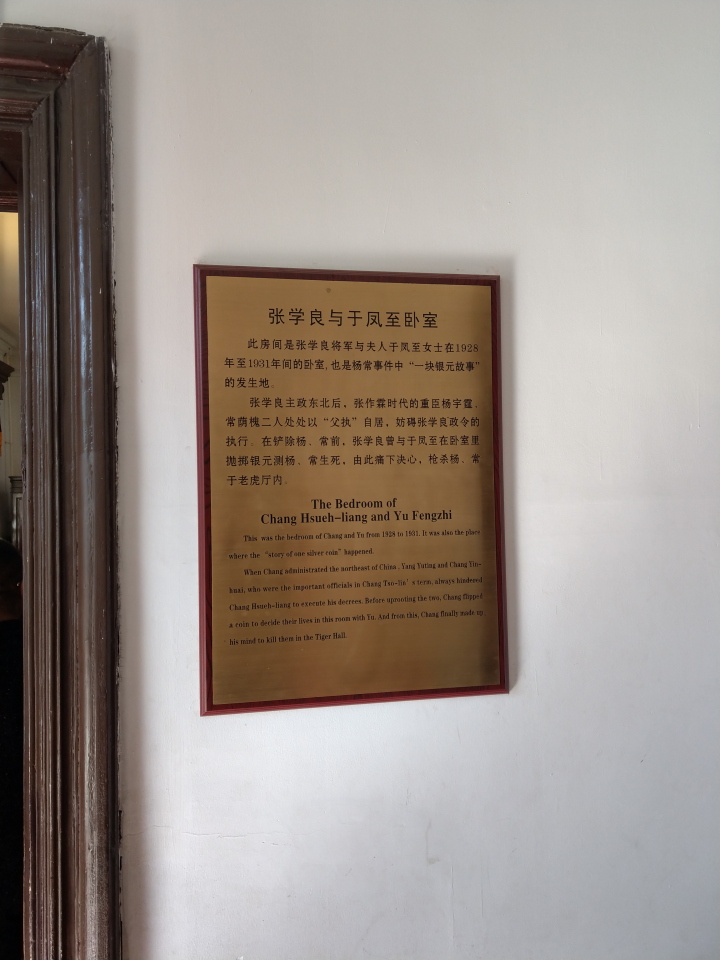 张学良与于凤至卧室
此房间是张学良将军与夫人于凤至女士在1928
年至1931年间的卧室,也是杨常事件中“一块银元故事”
的发生地。
张学良主政东北后，张作霖时代的重臣杨宇霆、
常荫槐二人处处以“父执”自居，妨碍张学良政令的
执行。在铲除杨、常前，张学良曾与于凤至在卧室里
抛掷银元测杨、常生死，由此痛下决心，枪杀杨、常
于老虎厅内。
The Bedroom of
Chang Hsueh-liang and Yu Fengzhi
This was the bedroom of Chang and Yu from 1928 to 1931. It was also the place
where the “story of one silver coin” happened.
When Chang administrated the northeast of China, Yang Yuting and Chang Yin-
huai, who were the important officials in Chang Tso-lin’s term, always hindered
Chang Hsueh-liang to execute his decrees. Before uprooting the two, Chang flipped
a coin to decide their lives in this room with Yu. And from this, Chang finally made up
his mind to kill them in the Tiger Hall.